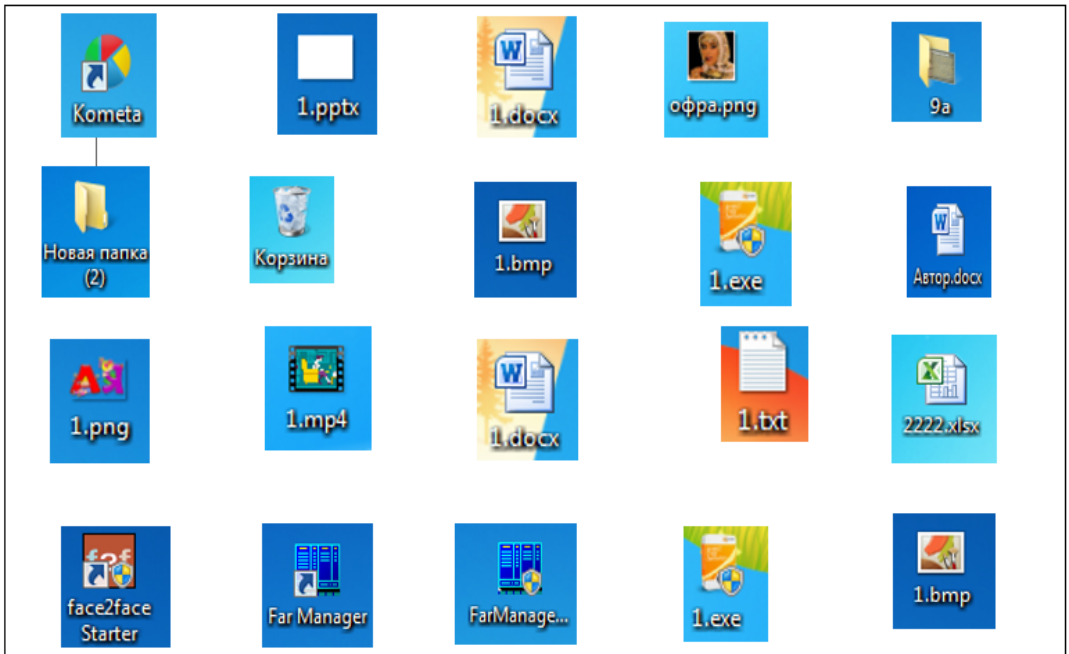 Kometa
1.pptx
1.docx
офра.png
9а
Новая папка
(2)
Корзина
1.bmp
1.exe
Автор.docx
1.png
1.mp4
1.docx
1.txt
2222.xlsx
face2face
Starter
Far Manager
FarManage...
1.exe
1.bmp